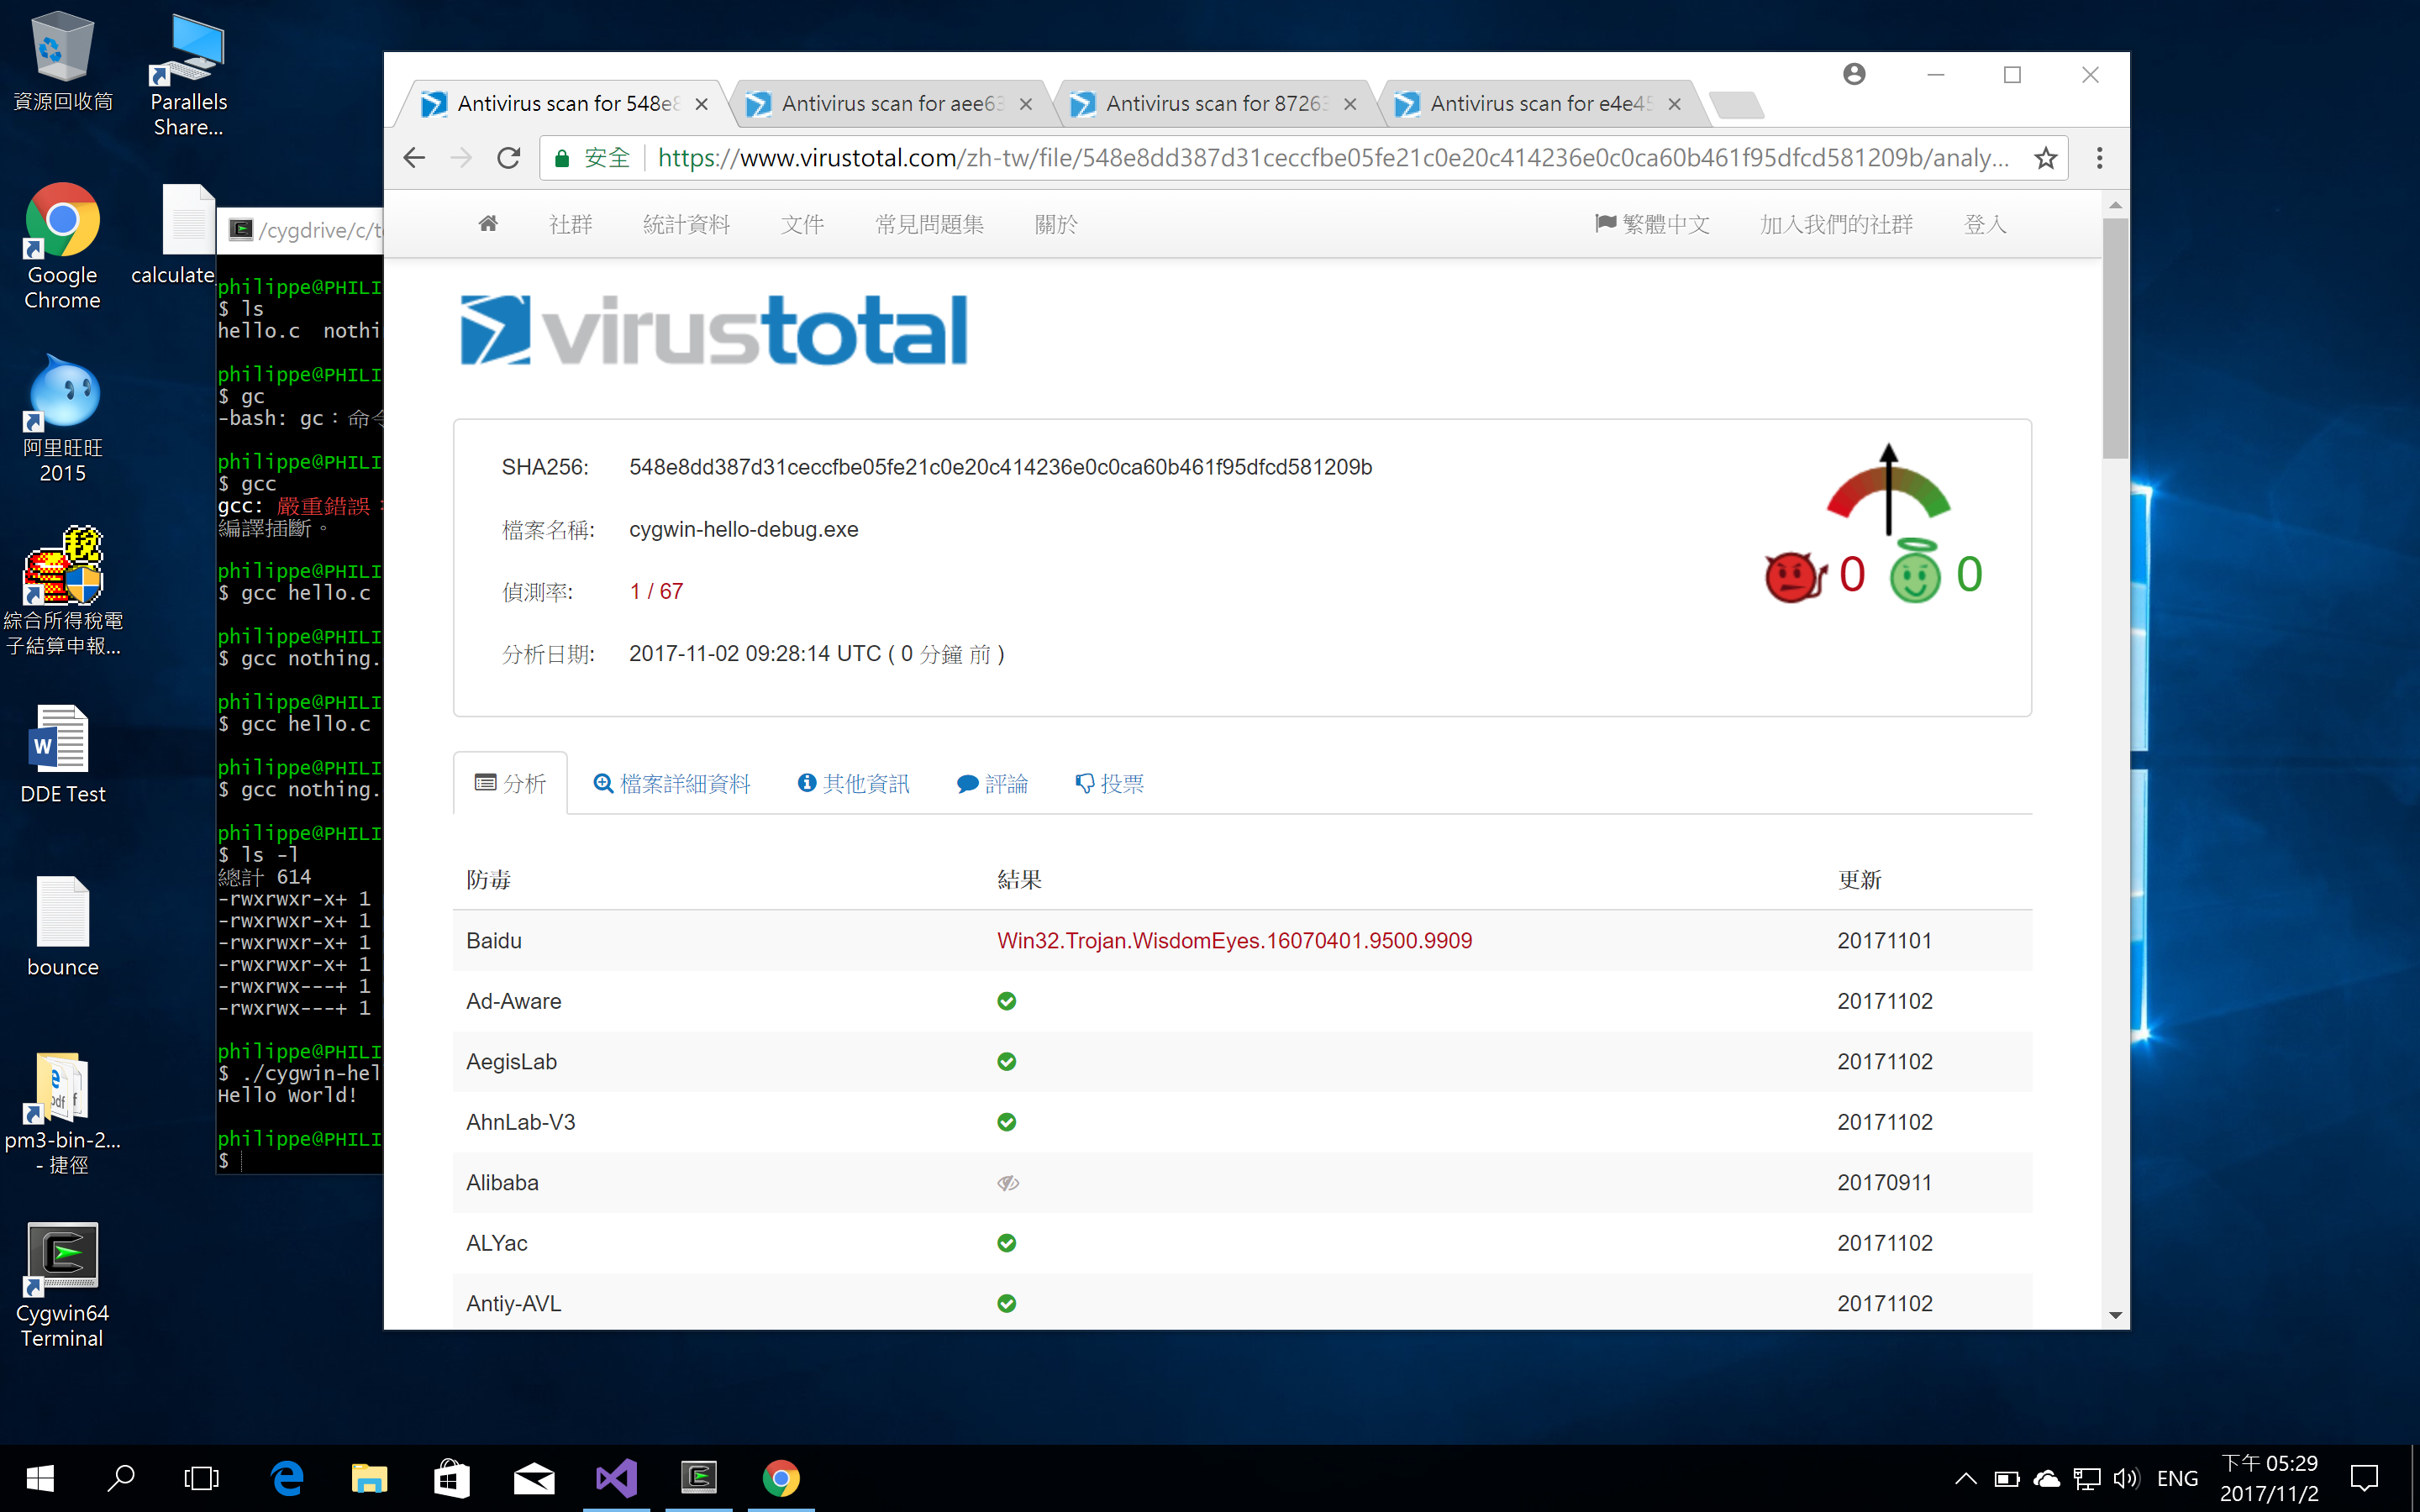 資源回收筒
Parallels
Share...
Google
Chrome
calculate
阿里旺旺
2015
綜合所得稅電
子結算申報...
DDE Test
bounce
pm3-bin-2...
- 捷徑
Cygwin64
Terminal
/cygdrive/c/t
philippe@PHILI
$ ls
hello.c nothi
philippe@PHILI
$ gc
-bash: gc：命令
philippe@PHILI
$ gcc
gcc: 嚴重錯誤：
編譯插斷。
philippe@PHILI
$ gcc hello.c
philippe@PHILI
$ gcc nothing.
philippe@PHILI
$ gcc hello.c
philippe@PHILI
$ gcc nothing.
philippe@PHILI
$ ls -l
總計 614
-rwxrwxr-x+ 1
-rwxrwxr-x+ 1
-rwxrwxr-x+ 1
-rwxrwxr-x+ 1
-rwxrwx---+ 1
-rwxrwx---+ 1
philippe@PHILI
$ ./cygwin-hel
Hello World!
philippe@PHILI
$
Antivirus scan for 548e8
Antivirus scan for aee63
Antivirus scan for 87263
Antivirus scan for e4e45
安全
https://www.virustotal.com/zh-tw/file/548e8dd387d31ceccfbe05fe21c0e20c414236e0c0ca60b461f95dfcd581209b/analy...
社群 統計資料 文件 常見問題集 關於 繁體中文 加入我們的社群 登入
virustotal
SHA256: 548e8dd387d31ceccfbe05fe21c0e20c414236e0c0ca60b461f95dfcd581209b
檔案名稱: cygwin-hello-debug.exe
偵測率: 1 / 67
分析日期: 2017-11-02 09:28:14 UTC ( 0 分鐘 前 )
0 0
分析 檔案詳細資料 其他資訊 評論 投票
防毒 結果 更新
Baidu Win32.Trojan.WisdomEyes.16070401.9500.9909 20171101
Ad-Aware 20171102
AegisLab 20171102
AhnLab-V3 20171102
Alibaba 20170911
ALYac 20171102
Antiy-AVL 20171102
ENG
下午 05:29
2017/11/2